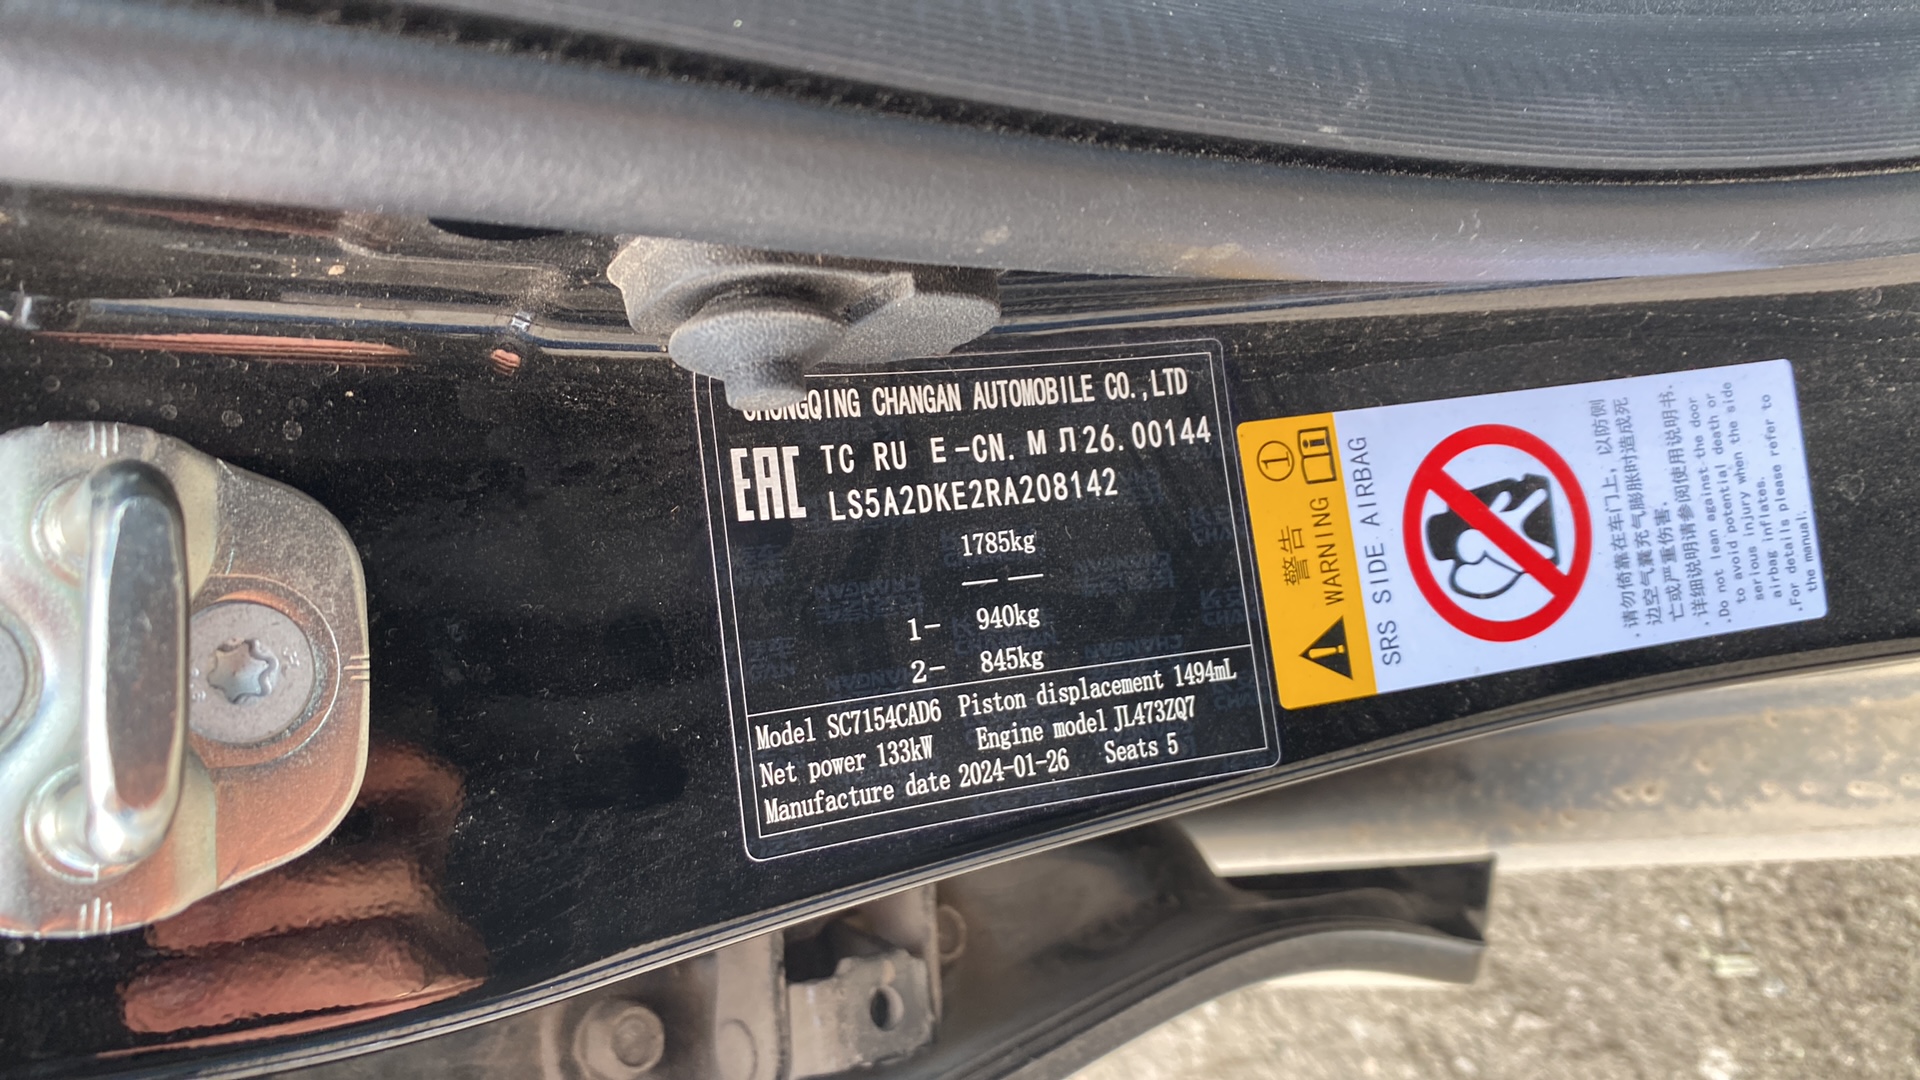 CHONGQING CHANGAN AUTOMOBILE CO.,LTD
EAC
TC RU E-CN.МЛ26.00144
LS5A2DKE2RA208142
1785kg
— —
1- 940kg
2- 845kg
Model SC7154CAD6 Piston displacement 1494mL
Net power 133kW Engine model JL473ZQ7
Manufacture date 2024-01-26 Seats 5
① 警告 WARNING
SRS SIDE AIRBAG
·请勿倚靠在车门上，以防侧
边空气囊充气膨胀时造成死
亡或严重伤害.
·详细说明请参阅使用说明书.
·Do not lean against the door
to avoid potential death or
serious injury when the side
airbag inflates.
·For details please refer to
the manual.